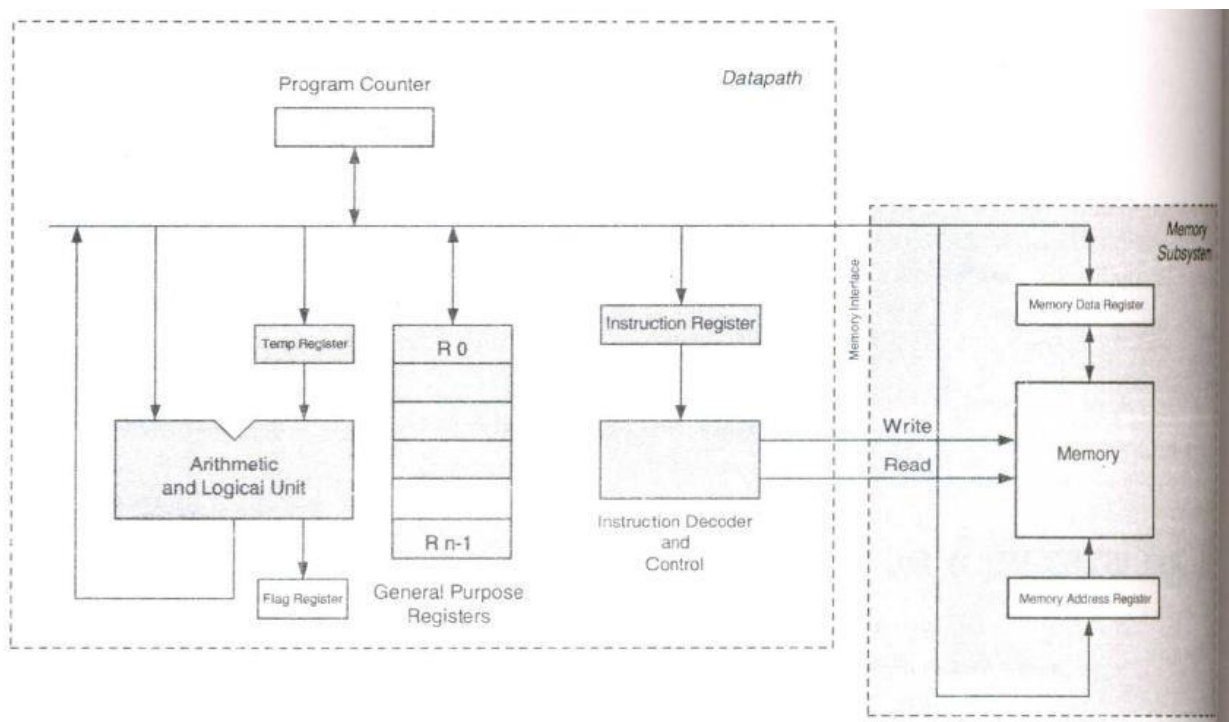 Program Counter
Datapath
Memory
Subsystem
Memory Interface
Memory Data Register
Temp Register
R 0
Instruction Register
Write
Arithmetic
and Logical Unit
Read
Memory
R n-1
Instruction Decoder
and
Control
Flag Register
General Purpose
Registers
Memory Address Register